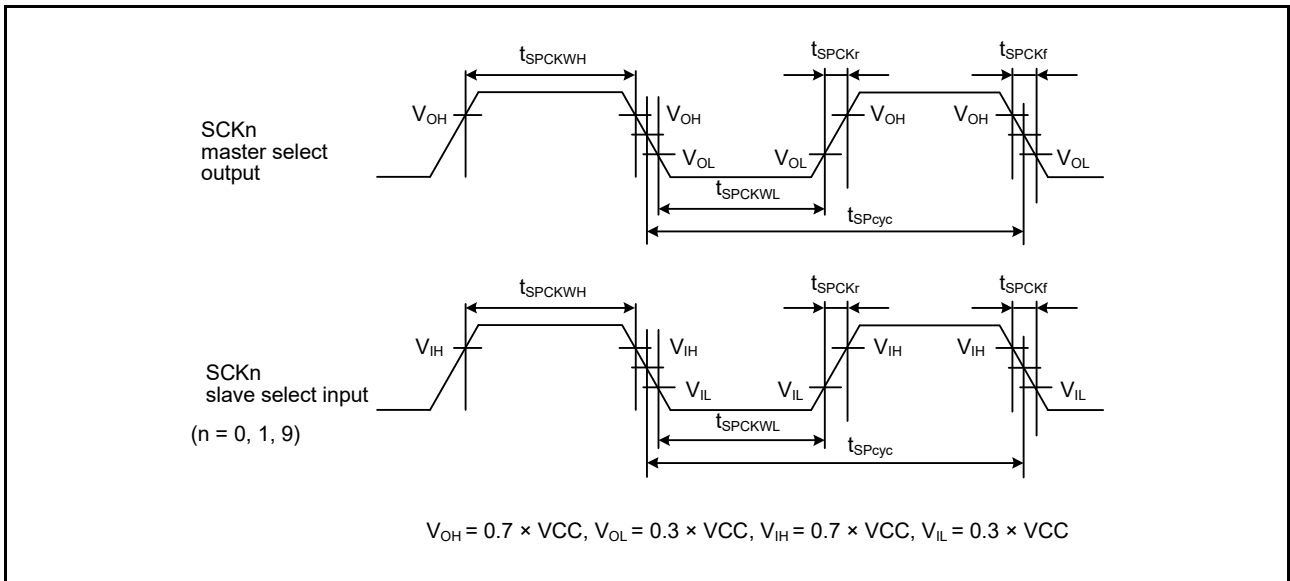 tSPCKWH
tSPCKr
tSPCKf
SCKn
master select
output
VOH
VOH
VOL
VOL
VOH
VOH
VOL
tSPCKWL
tSPcyc
tSPCKWH
tSPCKr
tSPCKf
SCKn
slave select input
(n = 0, 1, 9)
VIH
VIH
VIL
VIL
VIH
VIH
VIL
tSPCKWL
tSPcyc
VOH = 0.7 × VCC, VOL = 0.3 × VCC, VIH = 0.7 × VCC, VIL = 0.3 × VCC